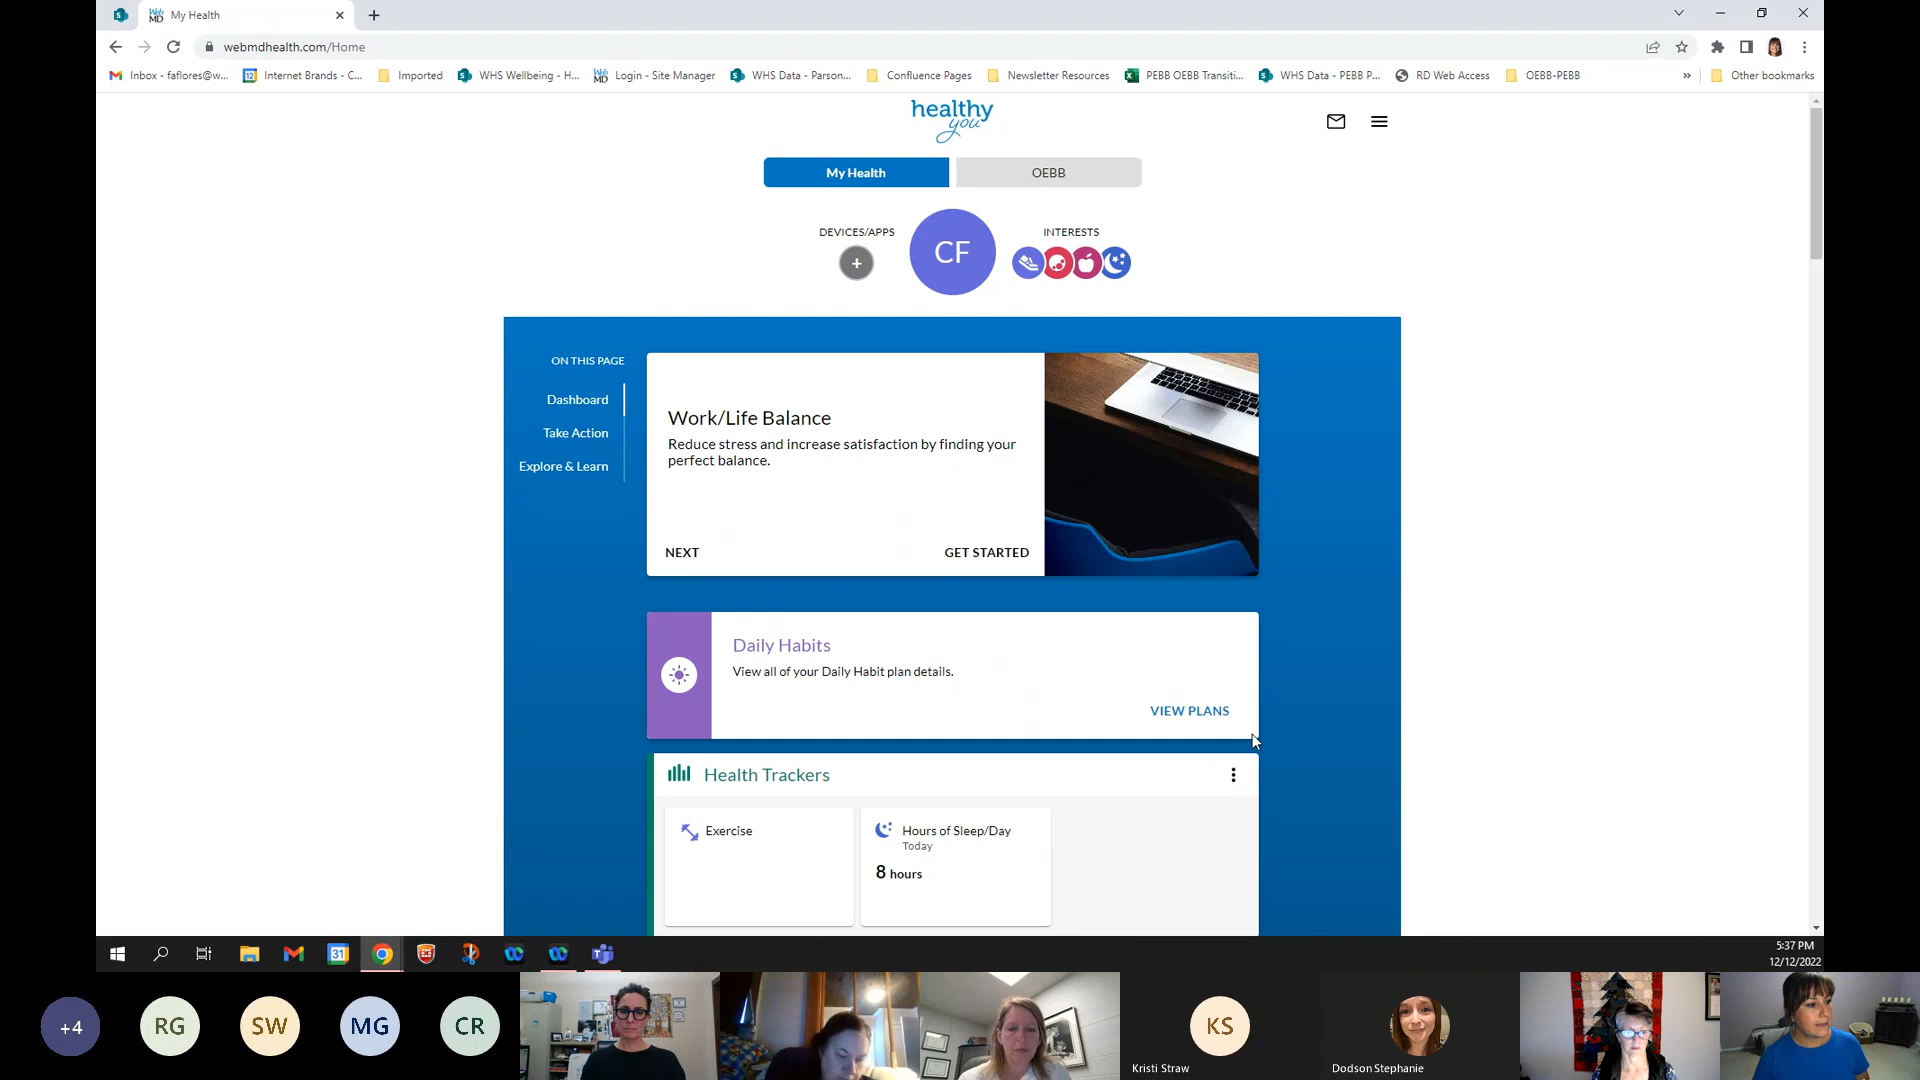 My Health
webmdhealth.com/Home
Inbox - faflores@w...
Internet Brands - C...
Imported
WHS Wellbeing - H...
Web MD
Login - Site Manager
WHS Data - Parson...
Confluence Pages
Newsletter Resources
PEBB OEBB Transiti...
WHS Data - PEBB P...
RD Web Access
OEBB-PEBB
»
Other bookmarks
healthy
you
My Health
OEBB
DEVICES/APPS
CF
INTERESTS
ON THIS PAGE
Dashboard
Take Action
Explore & Learn
Work/Life Balance
Reduce stress and increase satisfaction by finding your
perfect balance.
NEXT
GET STARTED
Daily Habits
View all of your Daily Habit plan details.
VIEW PLANS
Health Trackers
Exercise
Hours of Sleep/Day
Today
8 hours
31
5:37 PM
12/12/2022
+4
RG
SW
MG
CR
KS
Kristi Straw
Dodson Stephanie